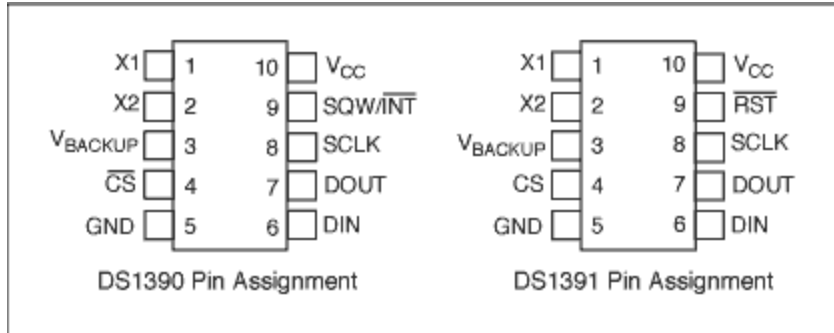 X1 1 10 VCC
X2 2 9 SQW/INT
VBACKUP 3 8 SCLK
CS 4 7 DOUT
GND 5 6 DIN
DS1390 Pin Assignment
X1 1 10 VCC
X2 2 9 RST
VBACKUP 3 8 SCLK
CS 4 7 DOUT
GND 5 6 DIN
DS1391 Pin Assignment